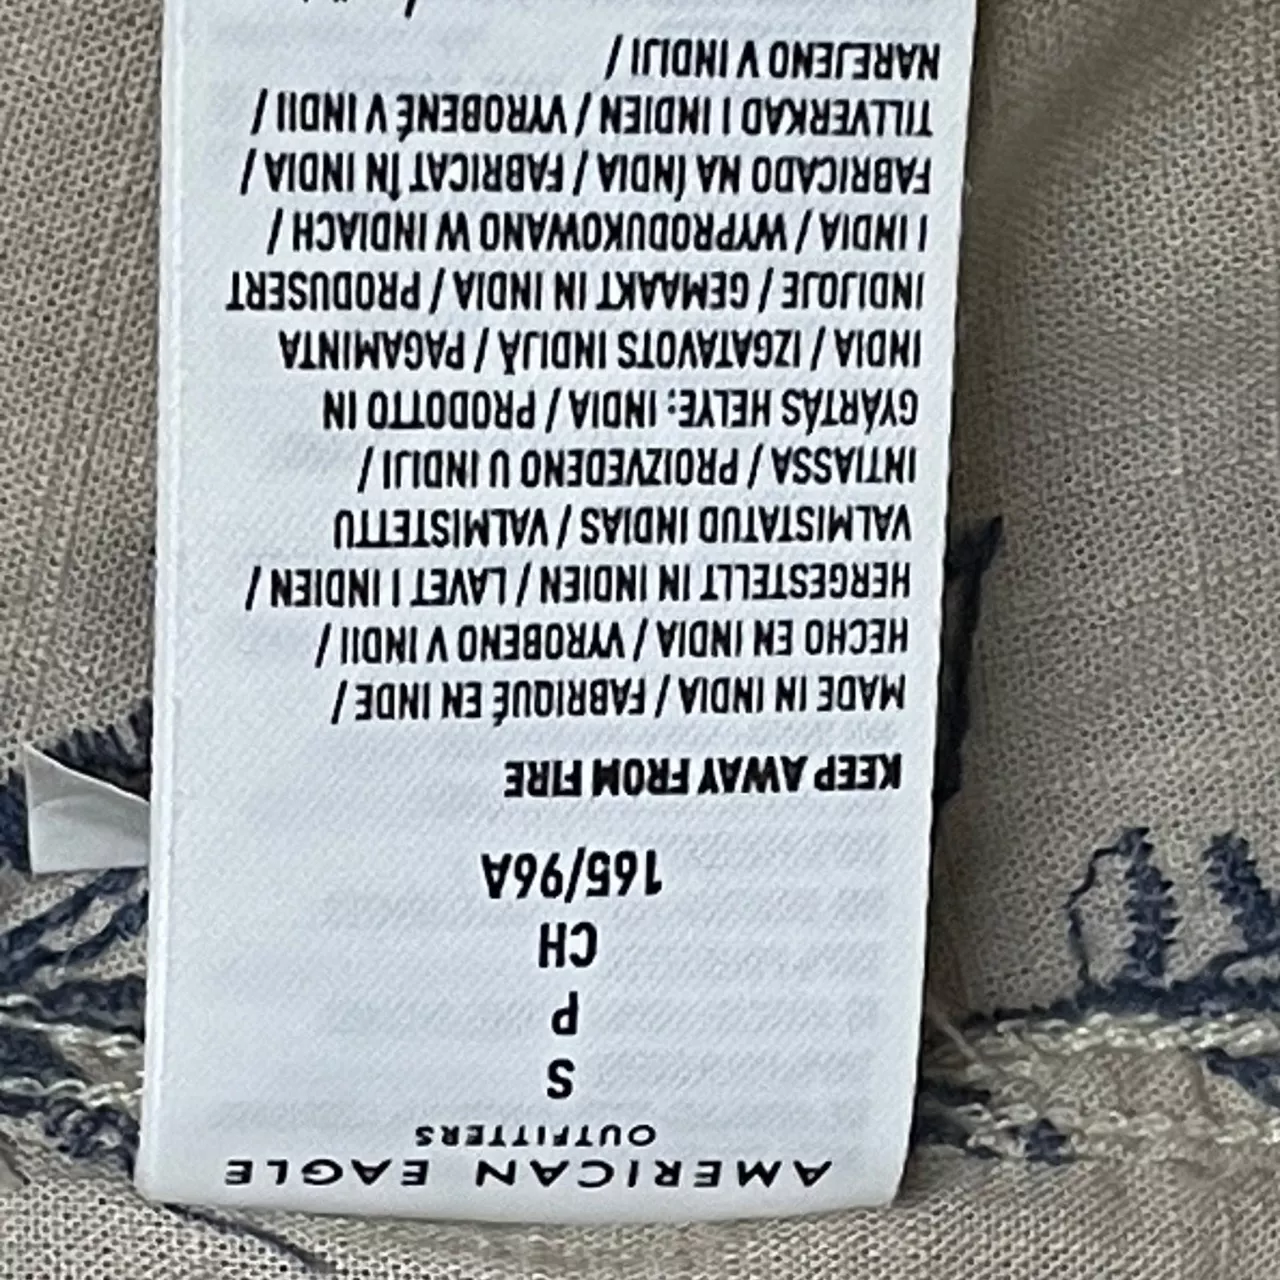 AMERICAN EAGLE
OUTFITTERS
S
P
CH
165/96A
KEEP AWAY FROM FIRE
MADE IN INDIA / FABRIQUÉ EN INDE /
HECHO EN INDIA / VYROBENO V INDII /
HERGESTELLT IN INDIEN / LAVET I INDIEN /
VALMISTATUD INDIAS / VALMISTETTU
INTIASSA / PROIZVEDENO U INDIJI /
GYÁRTÁS HELYE: INDIA / PRODOTTO IN
INDIA / IZGATAVOTS INDIJĀ / PAGAMINTA
INDIJOJE / GEMAAKT IN INDIA / PRODUSERT
I INDIA / WYPRODUKOWANO W INDIACH /
FABRICADO NA ÍNDIA / FABRICAT ÎN INDIA /
TILLVERKAD I INDIEN / VYROBENÉ V INDII /
NAREJENO V INDIJI /